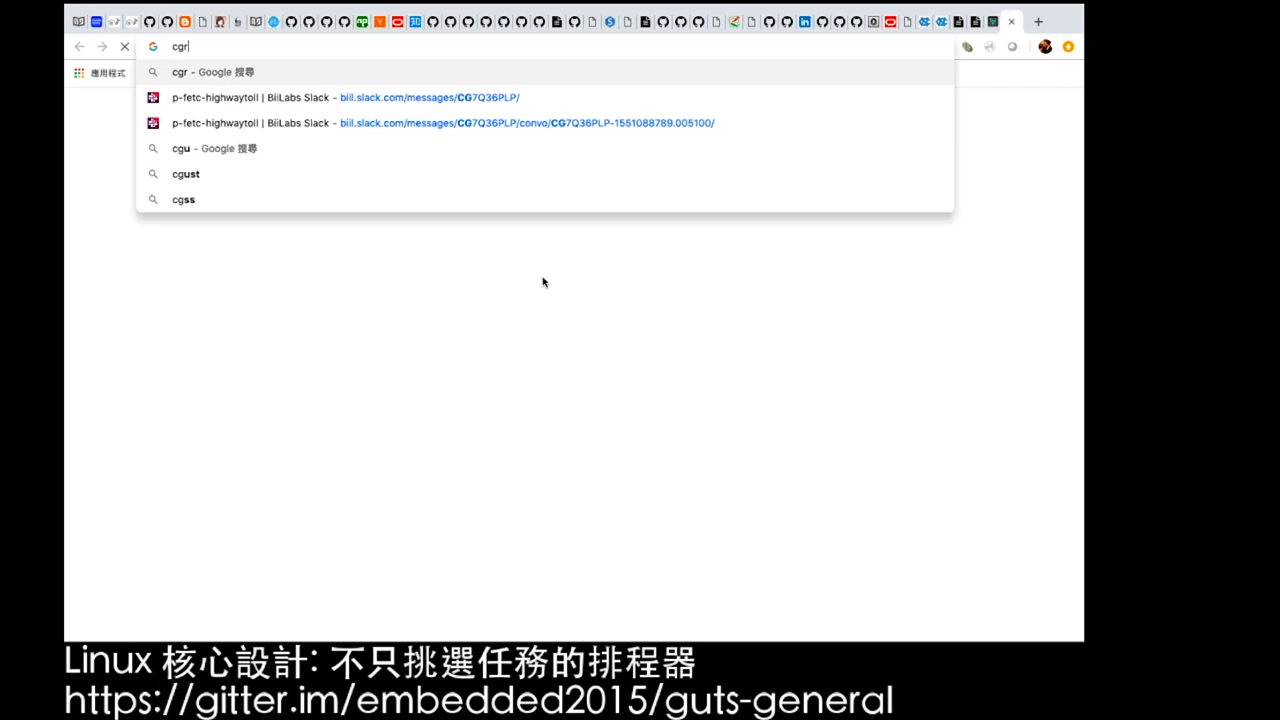 cgr
應用程式
cgr - Google 搜尋
p-fetc-highwaytoll | BiiLabs Slack - biil.slack.com/messages/CG7Q36PLP/
p-fetc-highwaytoll | BiiLabs Slack - biil.slack.com/messages/CG7Q36PLP/convo/CG7Q36PLP-1551088789.005100/
cgu - Google 搜尋
cgust
cgss
Linux 核心設計: 不只挑選任務的排程器
https://gitter.im/embedded2015/guts-general